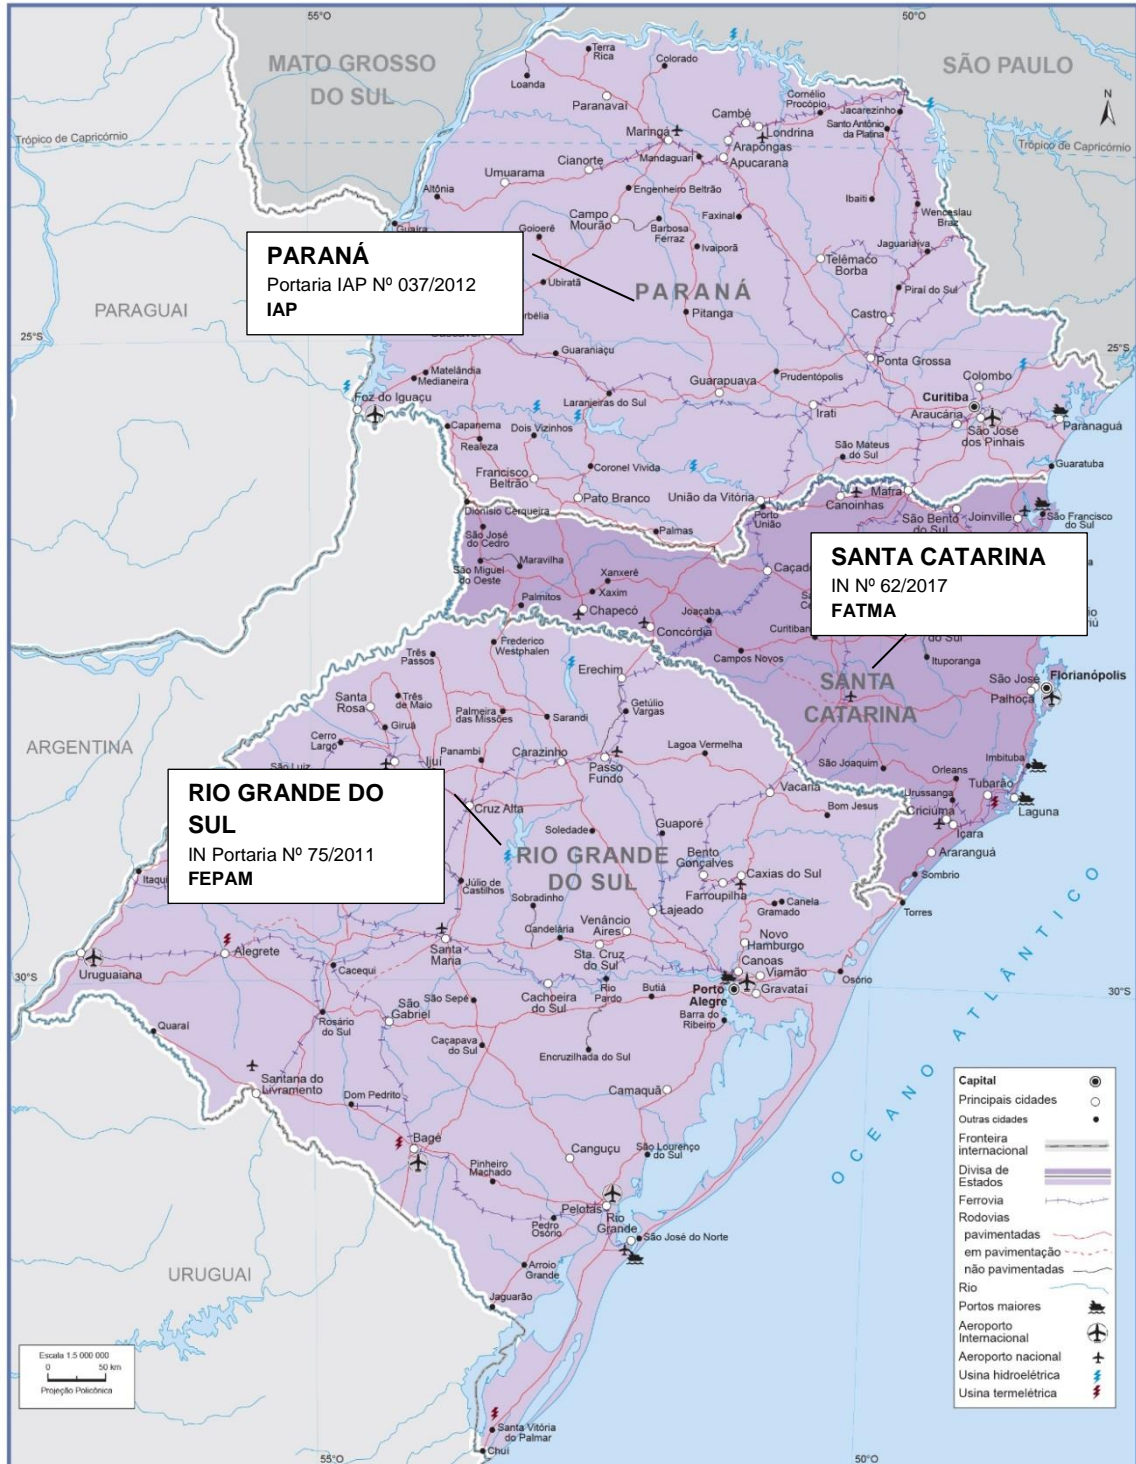 55°O
50°O
MATO GROSSO
DO SUL
SÃO PAULO
N
Terra
Rica
Colorado
Loanda
Paranavaí
Cornélio
Procópio
Jacarezinho
Cambé
Londrina
Santo Antônio
da Platina
Maringá
Arapongas
Trópico de Capricórnio
Trópico de Capricórnio
Mandaguari
Apucarana
Cianorte
Umuarama
Altônia
Engenheiro Beltrão
Ibaiti
Wenceslau
Braz
Campo
Mourão
Faxinal
Barbosa
Ferraz
Guaíra
Goioerê
Ivaiporã
Jaguariaíva
Telêmaco
Borba
PARANÁ
Portaria IAP Nº 037/2012
IAP
Ubiratã
PARANÁ
Piraí do Sul
Pitanga
Castro
PARAGUAI
25°S
25°S
Guaraniaçu
Ponta Grossa
Matelândia
Medianeira
Prudentópolis
Colombo
Guarapuava
Foz do Iguaçu
Laranjeiras do Sul
Irati
Curitiba
Araucária
São José
dos Pinhais
Paranaguá
Capanema
Realeza
Dois Vizinhos
São Mateus
do Sul
Coronel Vivida
Guaratuba
Francisco
Beltrão
Pato Branco
União da Vitória
Porto
União
Mafra
Canoinhas
São Bento
do Sul
Joinville
São Francisco
do Sul
Dionísio Cerqueira
Palmas
São José
do Cedro
Maravilha
São Miguel
do Oeste
Xanxerê
Xaxim
Palmitos
Chapecó
Joaçaba
Concórdia
SANTA CATARINA
IN Nº 62/2017
FATMA
do Sul
Ituporanga
Campos Novos
SANTA
CATARINA
São José
Palhoça
Florianópolis
Frederico
Westphalen
Três
Passos
Erechim
Santa
Rosa
Três
de Maio
Getúlio
Vargas
Palmeira
das Missões
Sarandi
Giruá
Cerro
Largo
Panambi
Ijuí
Carazinho
Passo
Fundo
Lagoa Vermelha
ARGENTINA
São Joaquim
Imbituba
Orleans
Tubarão
Urussanga
Laguna
Criciúma
Içara
Araranguá
Sombrio
Torres
RIO GRANDE DO
SUL
IN Portaria Nº 75/2011
FEPAM
Vacaria
Bom Jesus
Cruz Alta
Soledade
Guaporé
RIO GRANDE
DO SUL
Bento
Gonçalves
Caxias do Sul
Farroupilha
Itaqui
Júlio de
Castilhos
Sobradinho
Canela
Gramado
Lajeado
Venâncio
Aires
Candelária
Novo
Hamburgo
Santa
Maria
Sta. Cruz
do Sul
Canoas
Uruguaiana
Alegrete
Cacequi
Viamão
Osório
Gravataí
30°S
30°S
Rio
Pardo
Butiá
Porto
Alegre
Cachoeira
do Sul
São Sepé
São
Gabriel
Rosário
do Sul
Barra do
Ribeiro
Quaraí
Caçapava
do Sul
Encruzilhada do Sul
Santana do
Livramento
Dom Pedrito
Camaquã
Bagé
Canguçu
São Lourenço
do Sul
Pinheiro
Machado
Pelotas
Rio
Grande
Pedro
Osório
São José do Norte
Arroio
Grande
URUGUAI
Jaguarão
OCEANO ATLÂNTICO
Santa Vitória
do Palmar
Chuí
Escala 1:5 000 000
0 50 km
Projeção Policônica
Capital
Principais cidades
Outras cidades
Fronteira
internacional
Divisa de
Estados
Ferrovia
Rodovias
pavimentadas
em pavimentação
não pavimentadas
Rio
Portos maiores
Aeroporto
Internacional
Aeroporto nacional
Usina hidroelétrica
Usina termelétrica
55°O
50°O